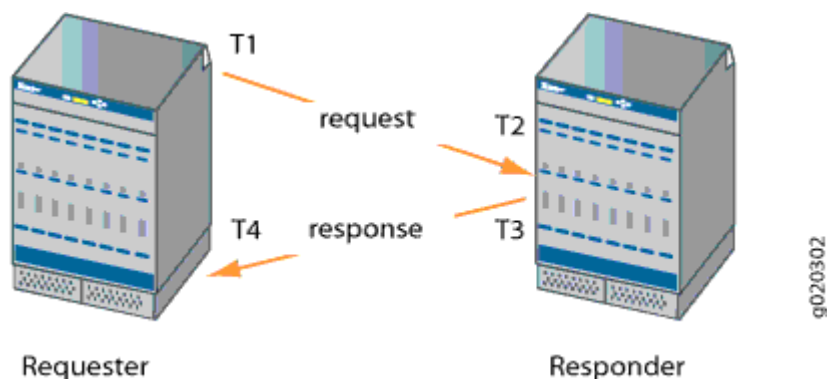 T1
request
T2
T4
response
T3
g020302
Requester
Responder